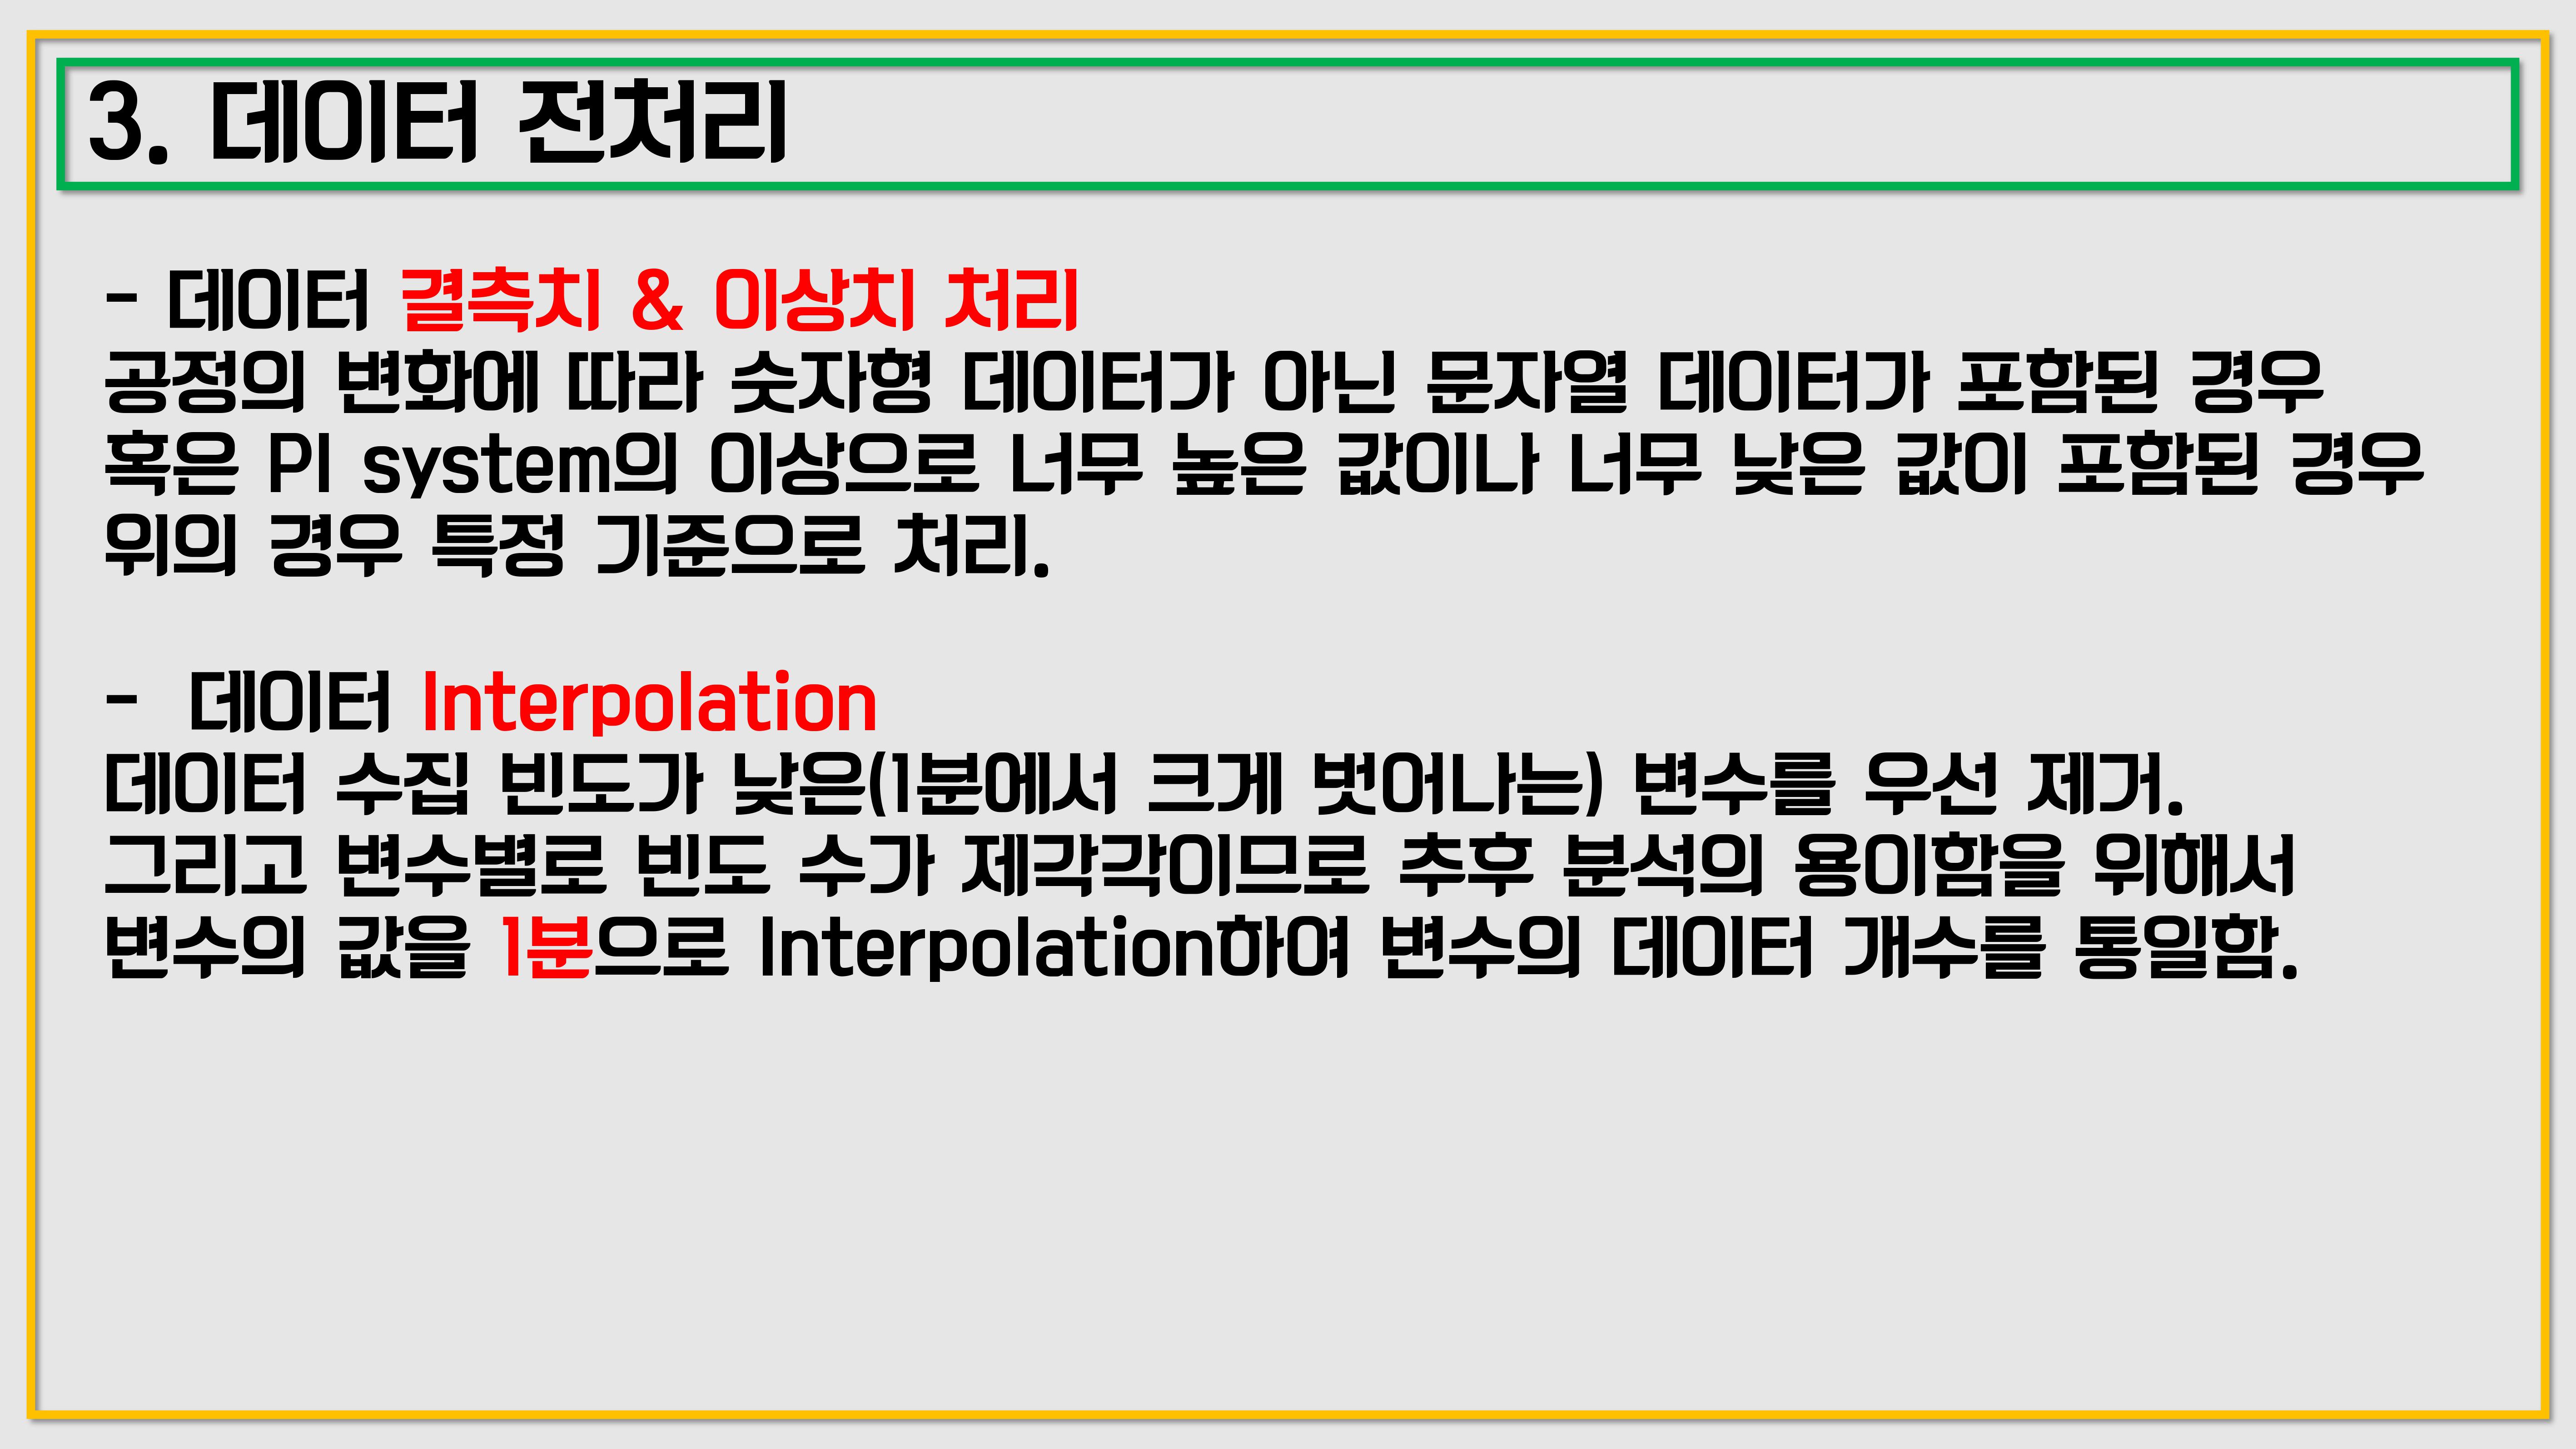 3. 데이터 전처리
- 데이터 결측치 & 이상치 처리
공정의 변화에 따라 숫자형 데이터가 아닌 문자열 데이터가 포함된 경우
혹은 PI system의 이상으로 너무 높은 값이나 너무 낮은 값이 포함된 경우
위의 경우 특정 기준으로 처리.
- 데이터 Interpolation
데이터 수집 빈도가 낮은(1분에서 크게 벗어나는) 변수를 우선 제거.
그리고 변수별로 빈도 수가 제각각이므로 추후 분석의 용이함을 위해서
변수의 값을 1분으로 Interpolation하여 변수의 데이터 개수를 통일함.